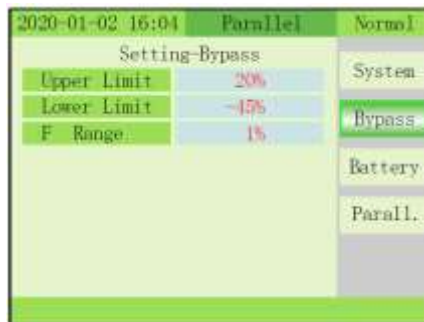 2020-01-02 16:04 Parallel Normal
Setting-Bypass
Upper Limit 20%
Lower Limit -45%
F Range 1%
System
Bypass
Battery
Parall.